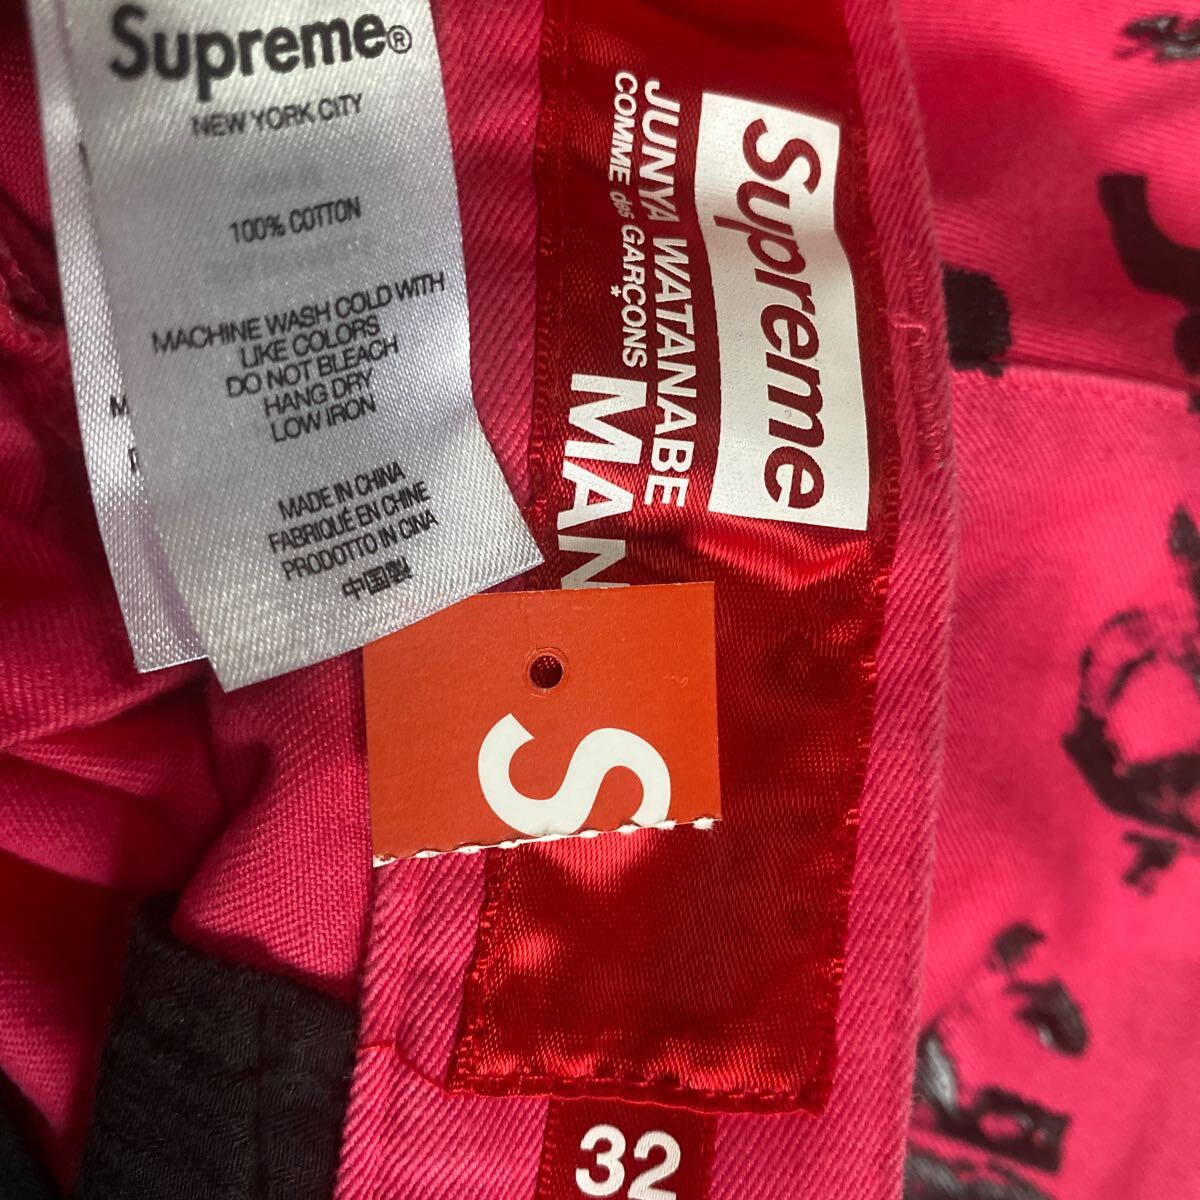 Supreme®
NEW YORK CITY
100% COTTON
MACHINE WASH COLD WITH
LIKE COLORS
DO NOT BLEACH
HANG DRY
LOW IRON
MADE IN CHINA
FABRIQUÉ EN CHINE
PRODOTTO IN CINA
中国製
Supreme
JUNYA WATANABE
COMME des GARÇONS
* MAN
S
32